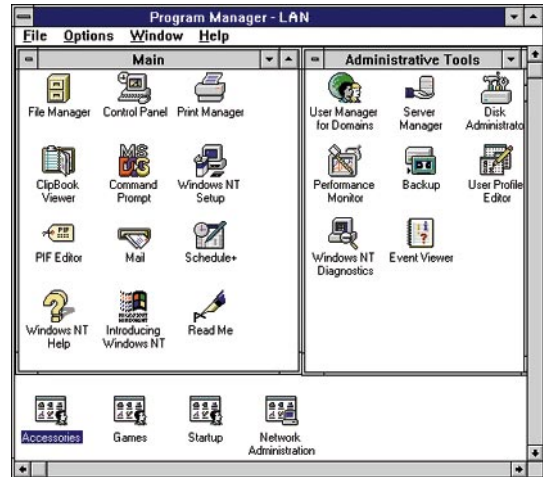 Program Manager - LAN
File Options Window Help
Main
File Manager
Control Panel
Print Manager
ClipBook
Viewer
MS
DOS
Command
Prompt
Windows NT
Setup
PIF Editor
Mail
Schedule+
Windows NT
Help
Introducing
Windows NT
Read Me
Administrative Tools
User Manager
for Domains
Server
Manager
Disk
Administrato
Performance
Monitor
Backup
User Profile
Editor
Windows NT
Diagnostics
Event Viewer
Accessories
Games
Startup
Network
Administration